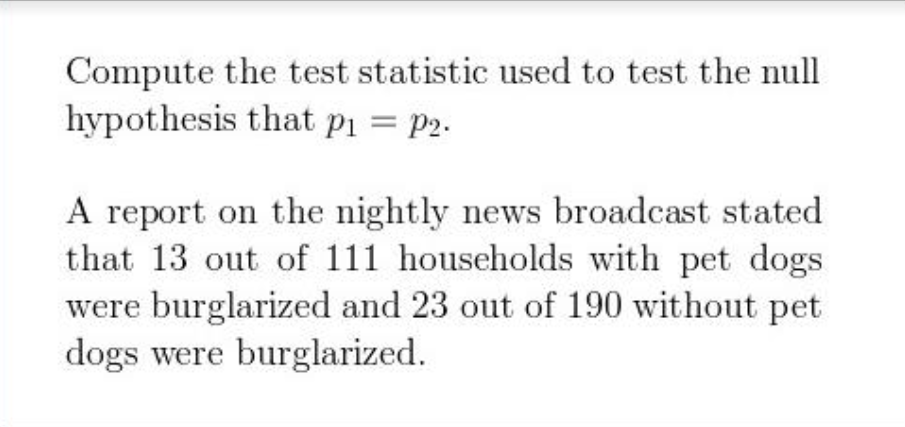 Compute the test statistic used to test the null
hypothesis that p₁ = p₂.
A report on the nightly news broadcast stated
that 13 out of 111 households with pet dogs
were burglarized and 23 out of 190 without pet
dogs were burglarized.